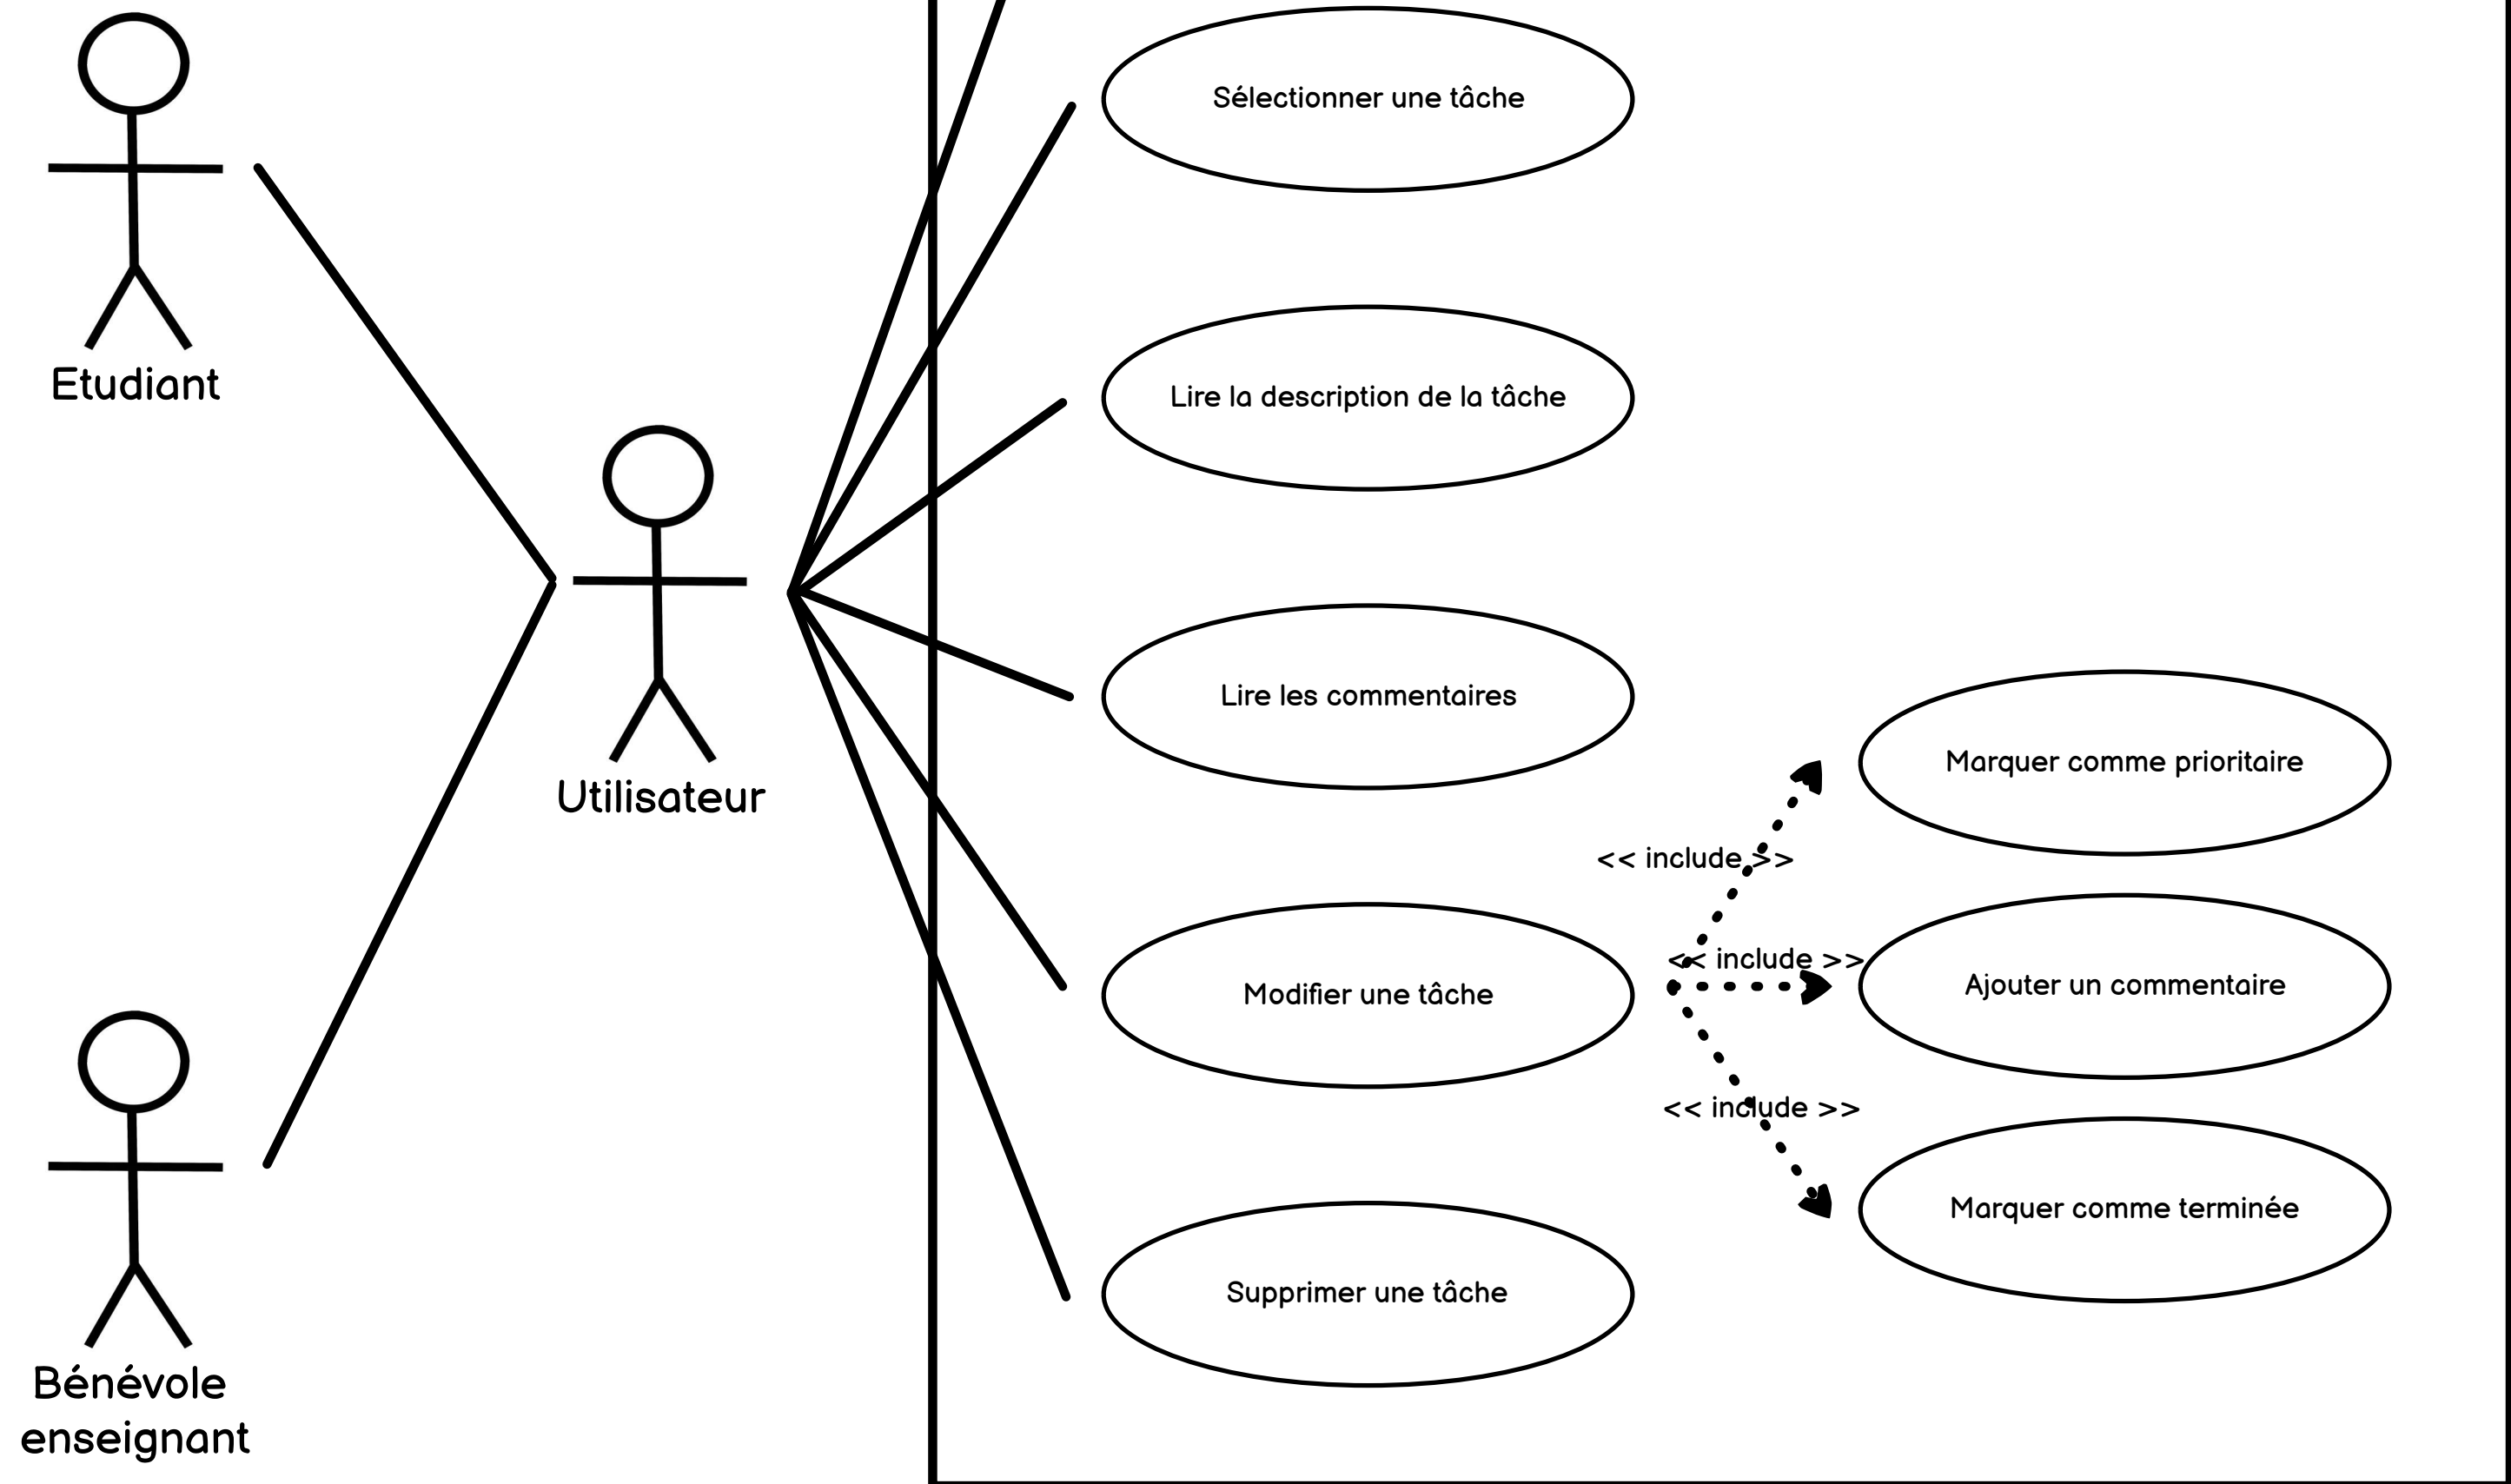 Sélectionner une tâche
Etudiant
Lire la description de la tâche
Utilisateur
Lire les commentaires
Marquer comme prioritaire
<< include >>
<< include >>
Modifier une tâche
Ajouter un commentaire
<< include >>
Marquer comme terminée
Supprimer une tâche
Bénévole
enseignant